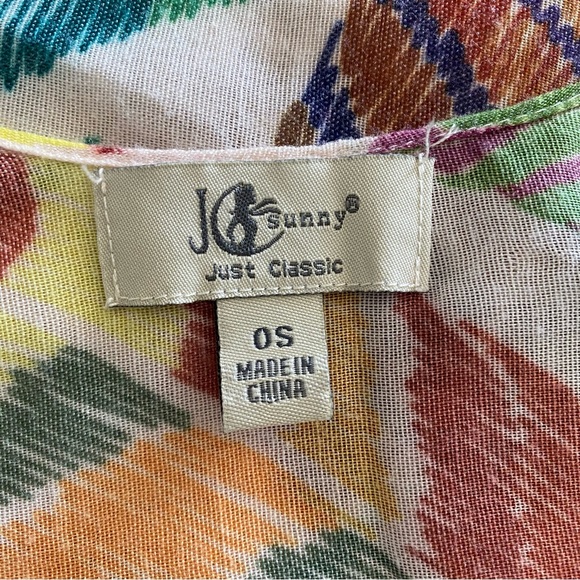 JC sunny®
Just Classic
OS
MADE IN
CHINA